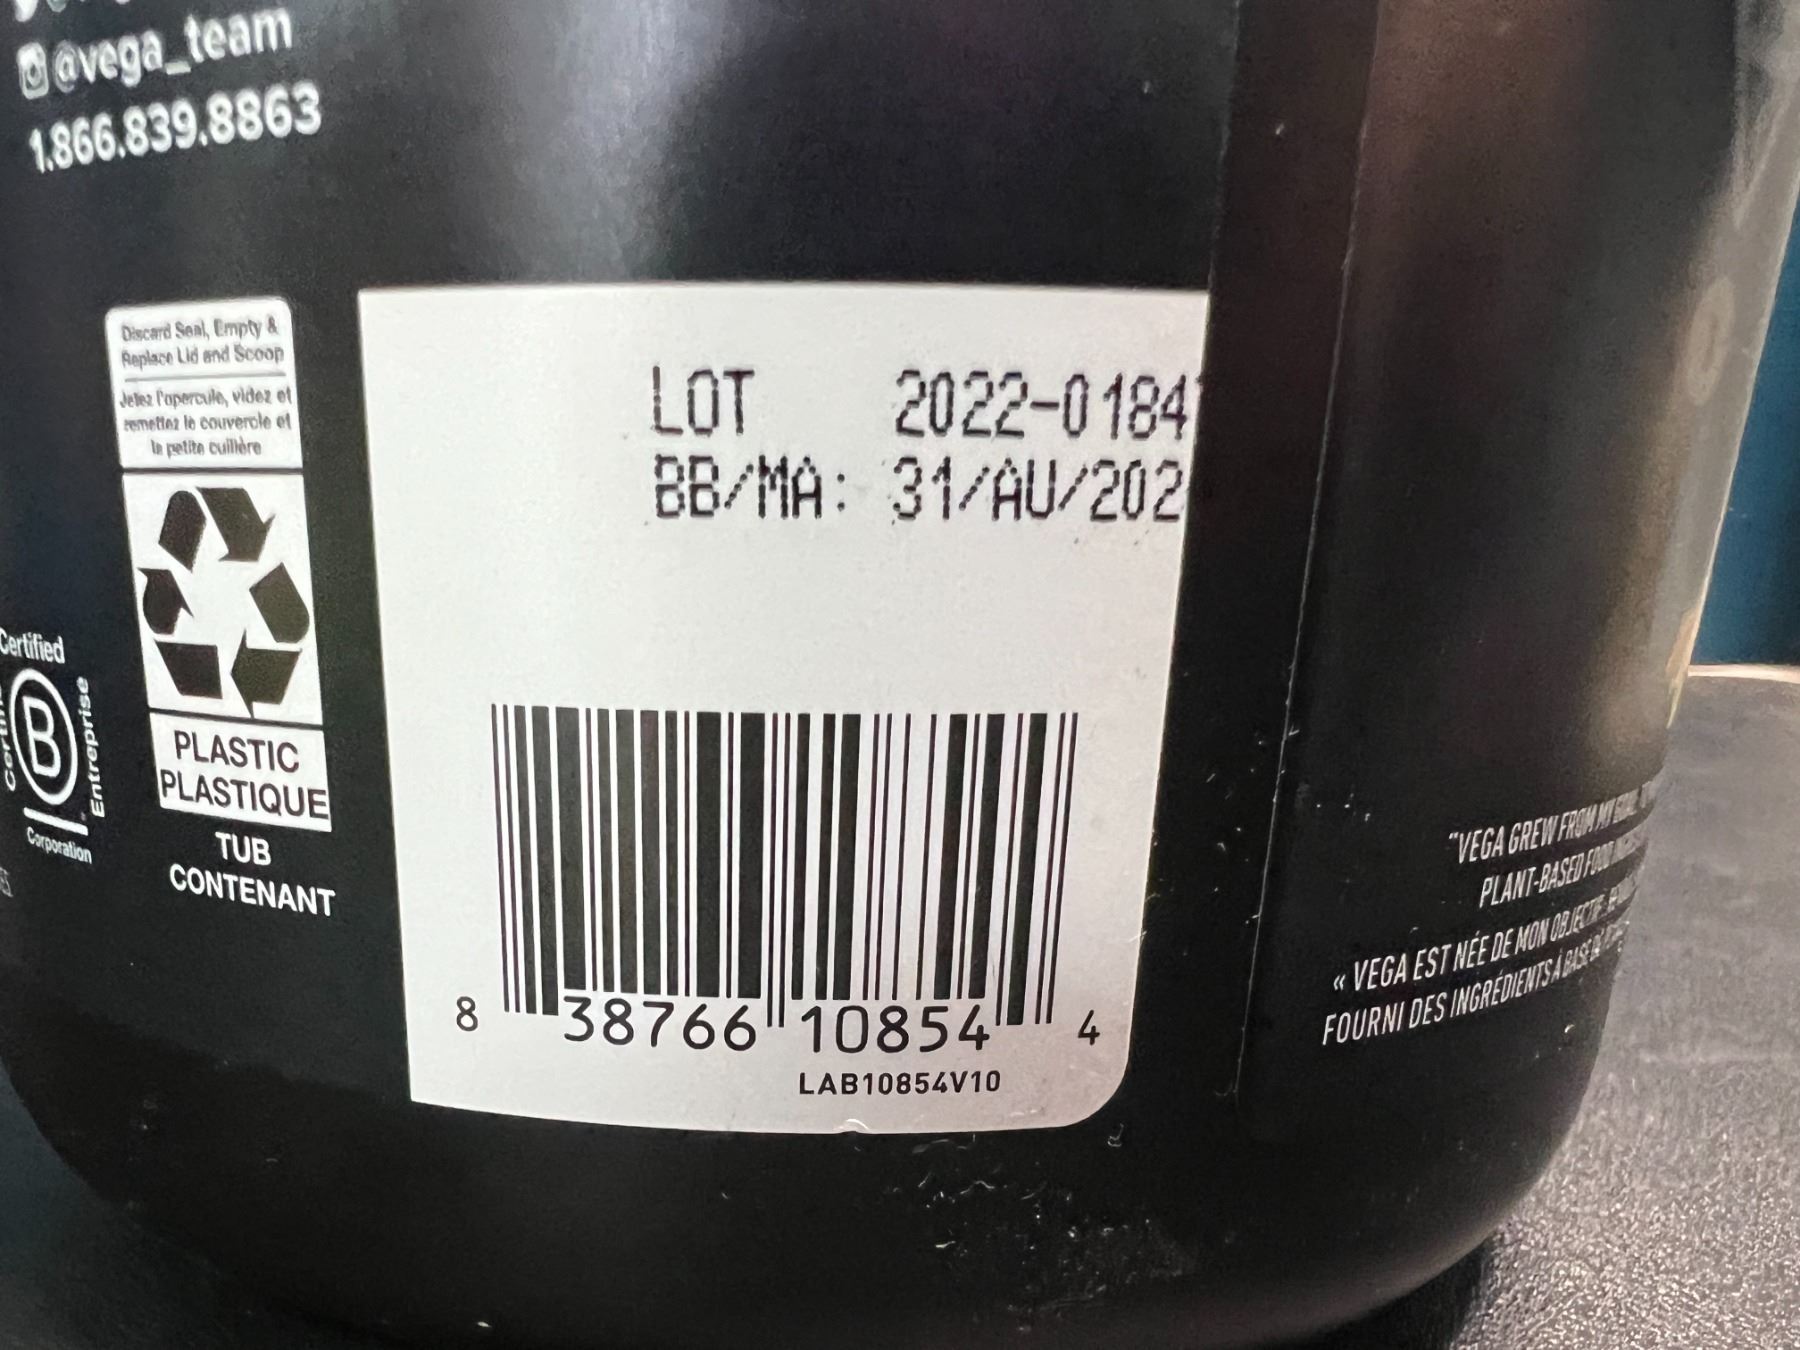 @vega_team
1.866.839.8863
Discard Seal, Empty &
Replace Lid and Scoop
Jetez l'opercule, videz et
remettez le couvercle et
la petite cuillère
PLASTIC
PLASTIQUE
TUB
CONTENANT
Certified
B
Entreprise
Corporation
LOT 2022-0184
BB/MA: 31/AU/202
8 38766 10854 4
LAB10854V10
"VEGA GREW FROM MY
PLANT-BASED FOOD
« VEGA EST NÉE DE MON OBJECTIF
FOURNI DES INGRÉDIENTS À BASE DE